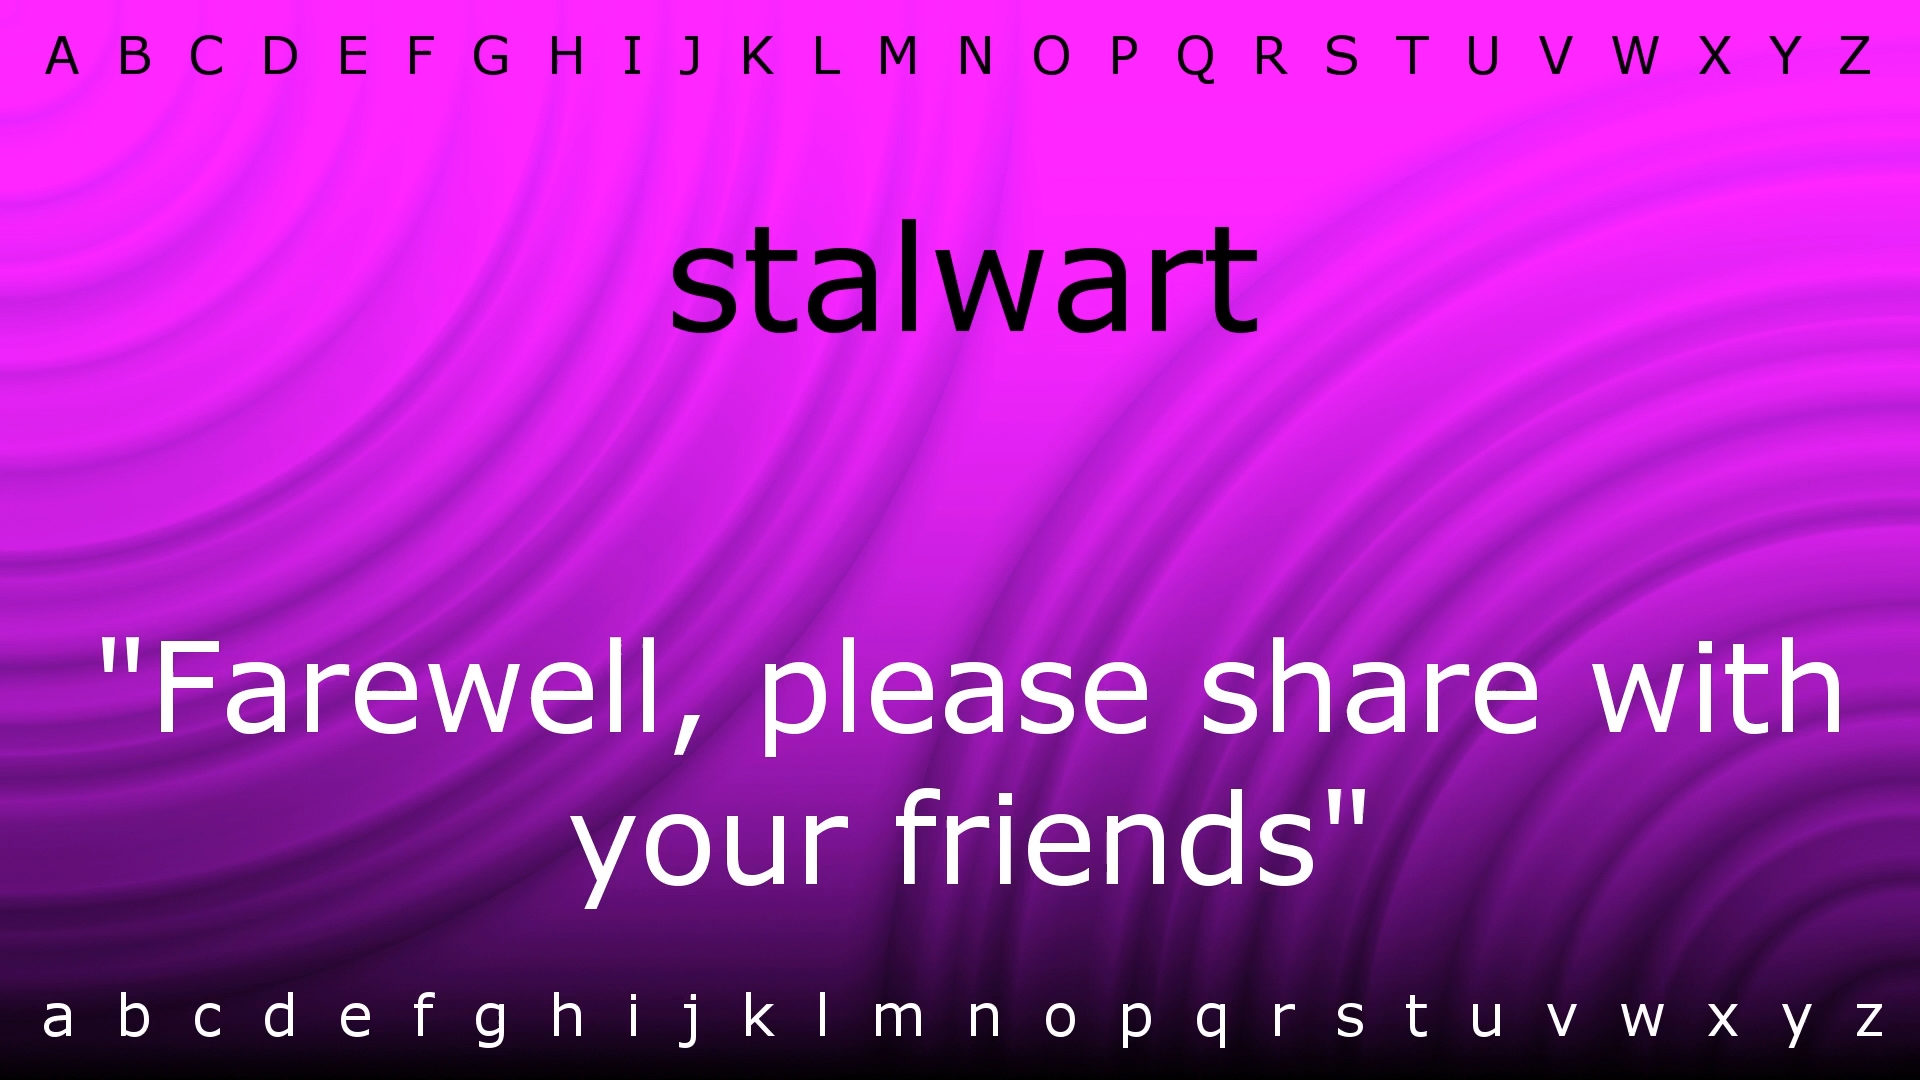 A B C D E F G H I J K L M N O P Q R S T U V W X Y Z
stalwart
"Farewell, please share with
your friends"
a b c d e f g h i j k l m n o p q r s t u v w x y z